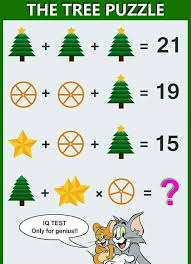 THE TREE PUZZLE
+ + = 21
+ + = 19
+ + = 15
+ × = ?
IQ TEST
Only for genius!!